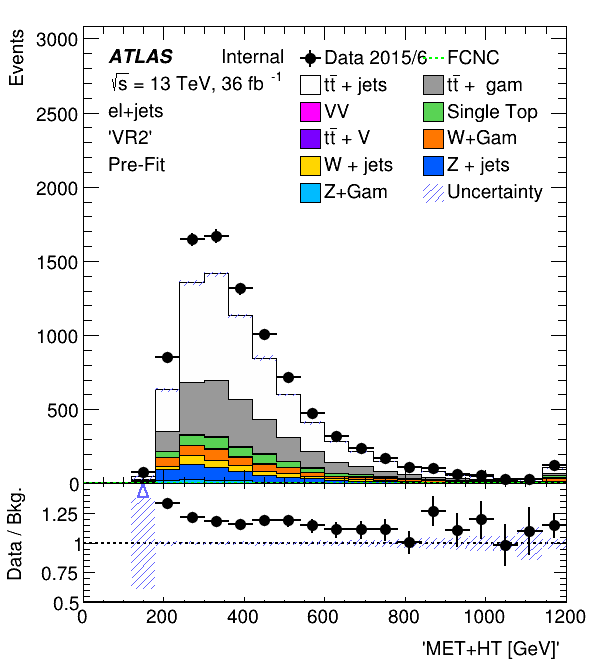 Events
3000
2500
2000
1500
1000
500
0
ATLAS Internal
√s = 13 TeV, 36 fb -1
el+jets
'VR2'
Pre-Fit
Data 2015/6 FCNC
tt̄ + jets tt̄ + gam
VV Single Top
tt̄ + V W+Gam
W + jets Z + jets
Z+Gam Uncertainty
Data / Bkg.
1.25
1
0.75
0.5
0 200 400 600 800 1000 1200
'MET+HT [GeV]'